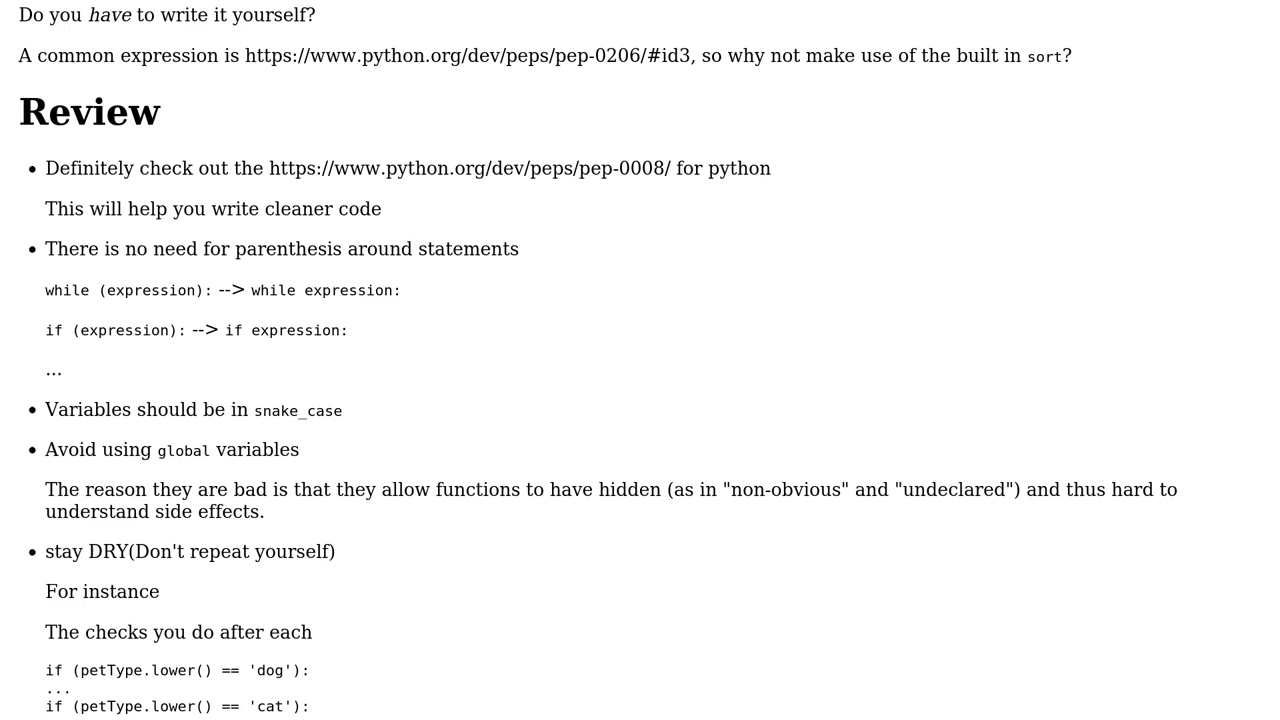 Do you have to write it yourself?
A common expression is https://www.python.org/dev/peps/pep-0206/#id3, so why not make use of the built in sort?
Review
• Definitely check out the https://www.python.org/dev/peps/pep-0008/ for python
This will help you write cleaner code
• There is no need for parenthesis around statements
while (expression): --> while expression:
if (expression): --> if expression:
...
• Variables should be in snake_case
• Avoid using global variables
The reason they are bad is that they allow functions to have hidden (as in "non-obvious" and "undeclared") and thus hard to
understand side effects.
• stay DRY(Don't repeat yourself)
For instance
The checks you do after each
if (petType.lower() == 'dog'):
...
if (petType.lower() == 'cat'):